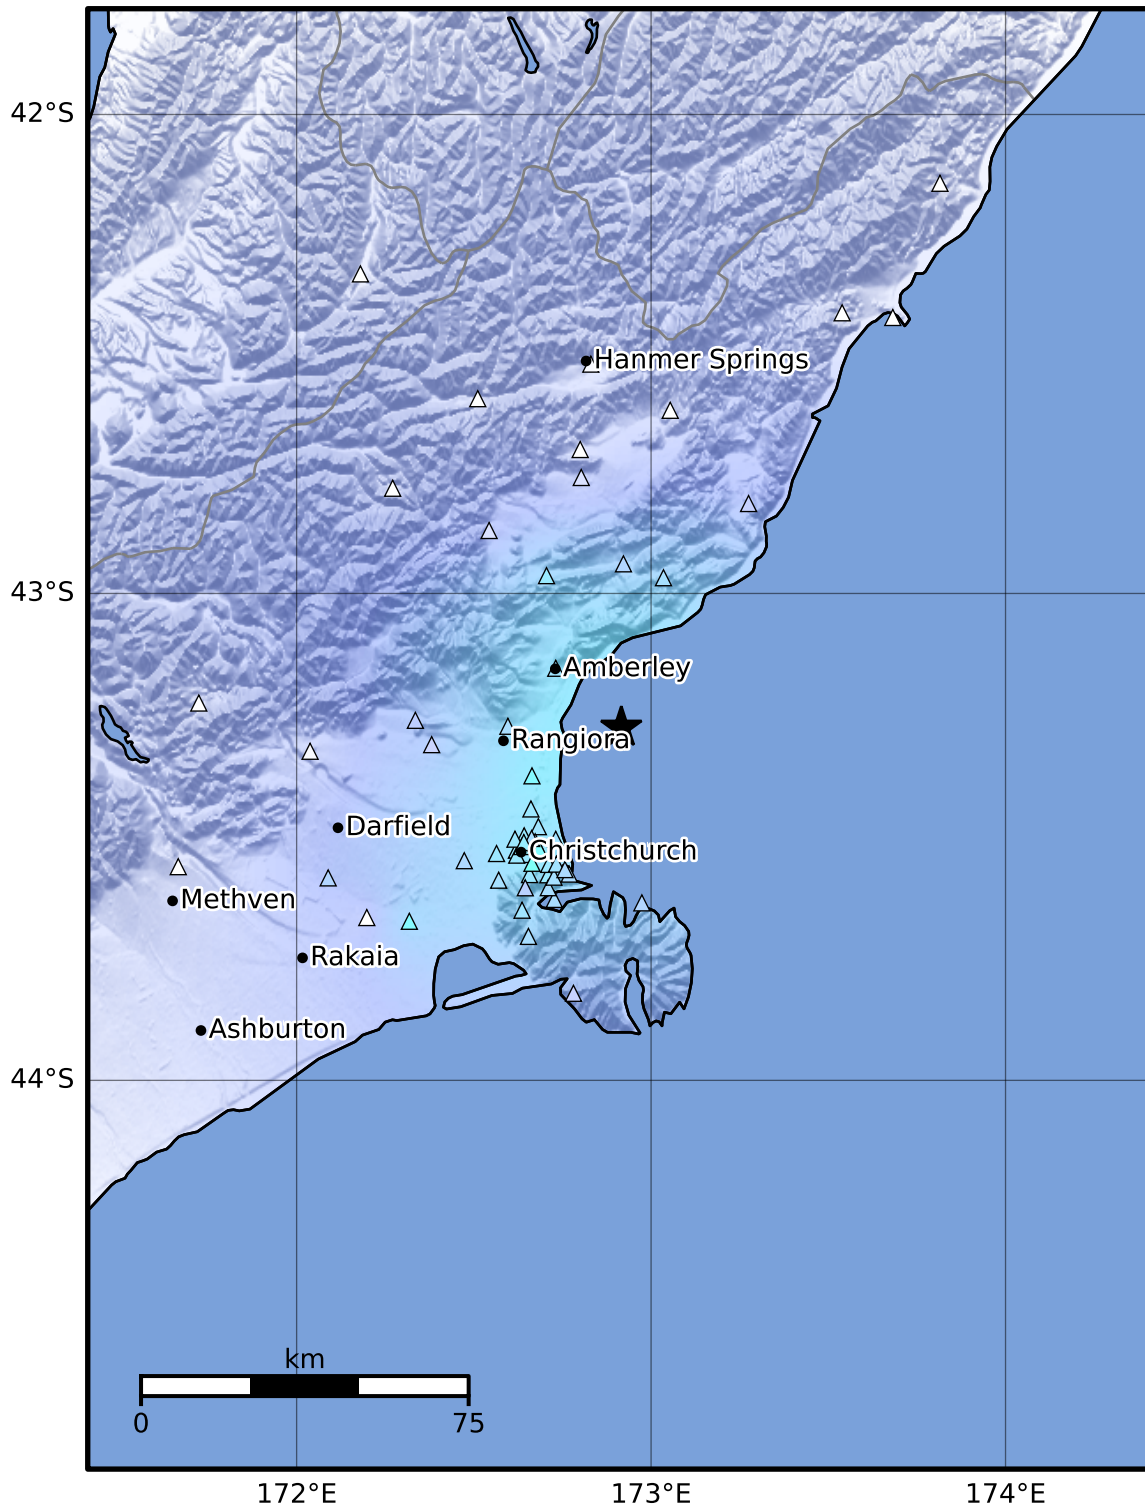 42°S
Hanmer Springs
43°S
Amberley
Rangiora
Darfield
Christchurch
Methven
Rakaia
Ashburton
44°S
km
0 75
172°E 173°E 174°E